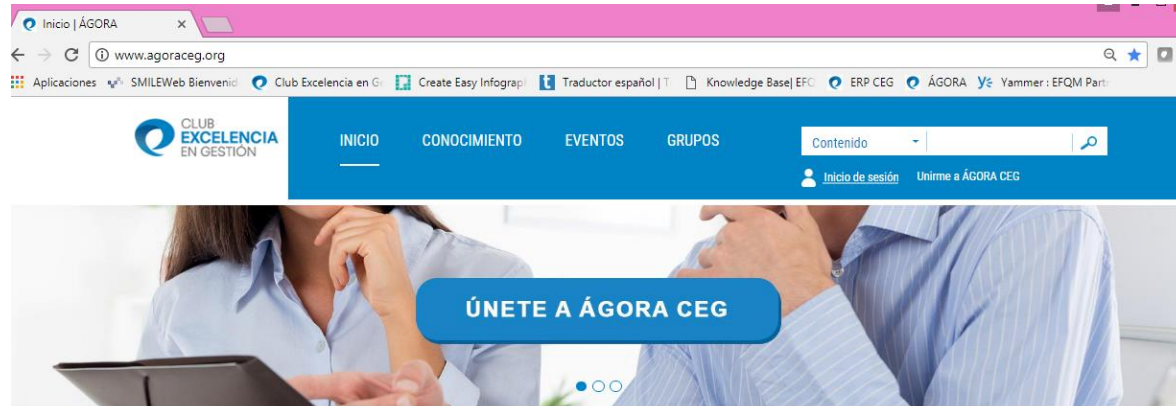 Inicio | ÁGORA
www.agoraceg.org
Aplicaciones SMILEWeb Bienvenid Club Excelencia en G Create Easy Infograp Traductor español | T Knowledge Base| EFQ ERP CEG ÁGORA Yammer : EFQM Part
CLUB
EXCELENCIA
EN GESTIÓN
INICIO CONOCIMIENTO EVENTOS GRUPOS
Contenido
Inicio de sesión Unirme a ÁGORA CEG
ÚNETE A ÁGORA CEG